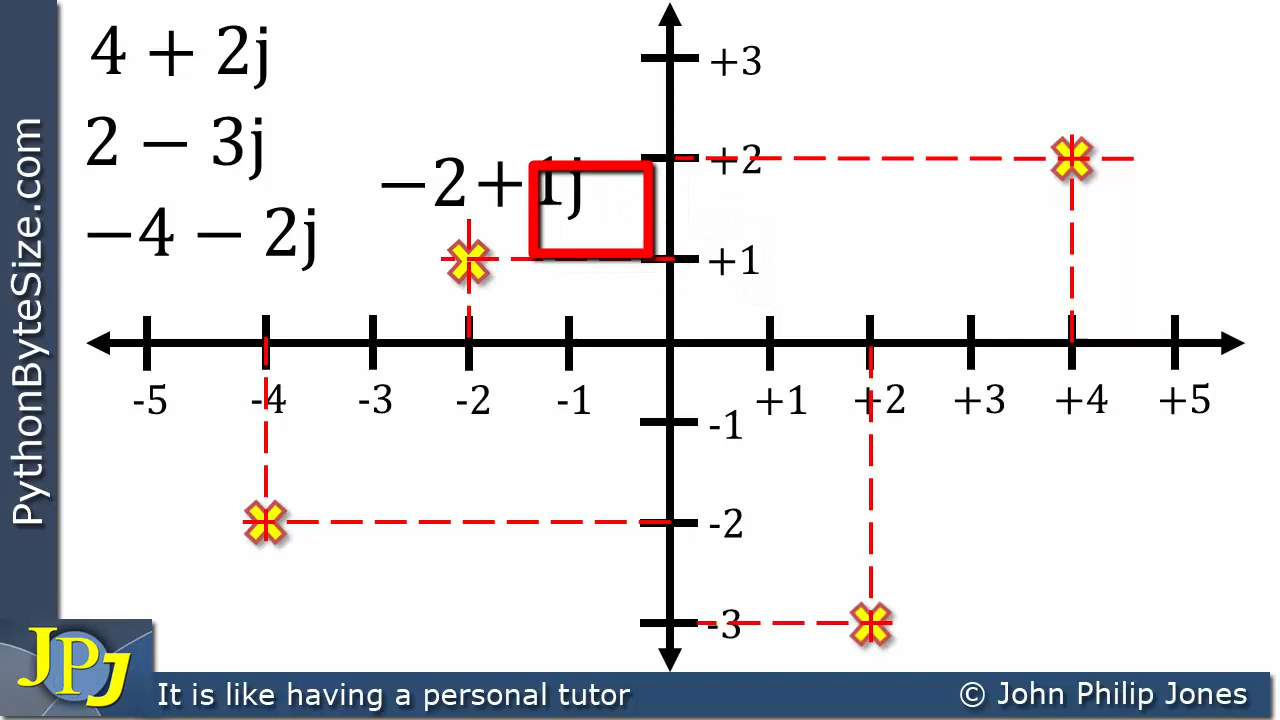 4 + 2j
2 − 3j
−4 − 2j
−2+1j
+3
+2
+1
-5 -4 -3 -2 -1 +1 +2 +3 +4 +5
-1
-2
-3
PythonByteSize.com
JPJ
It is like having a personal tutor
© John Philip Jones